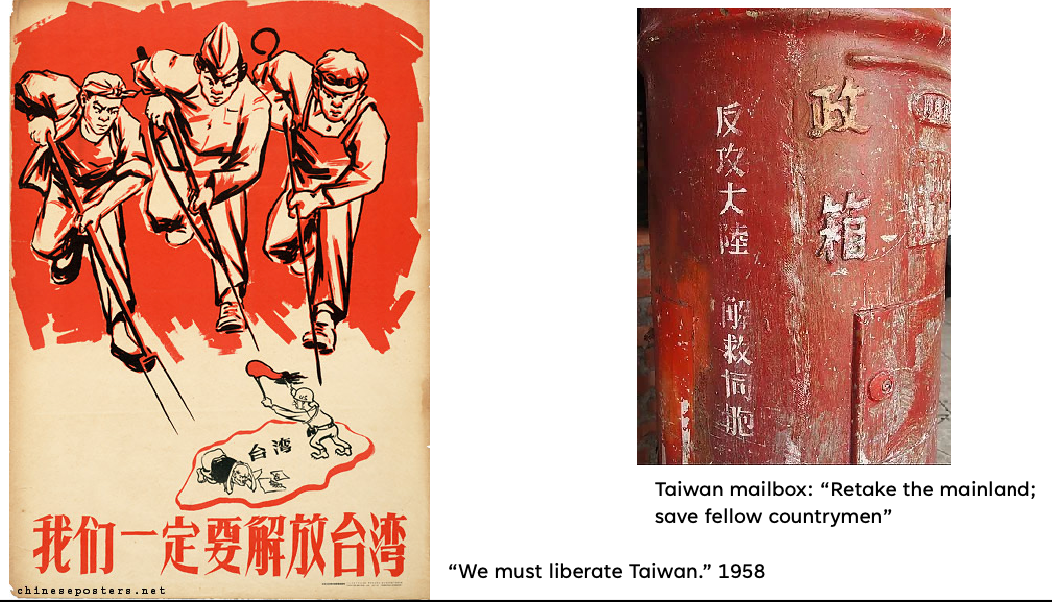 台湾
我们一定要解放台湾
chineseposters.net
政
箱
反攻大陸 解救同胞
Taiwan mailbox: “Retake the mainland;
save fellow countrymen”
“We must liberate Taiwan.” 1958